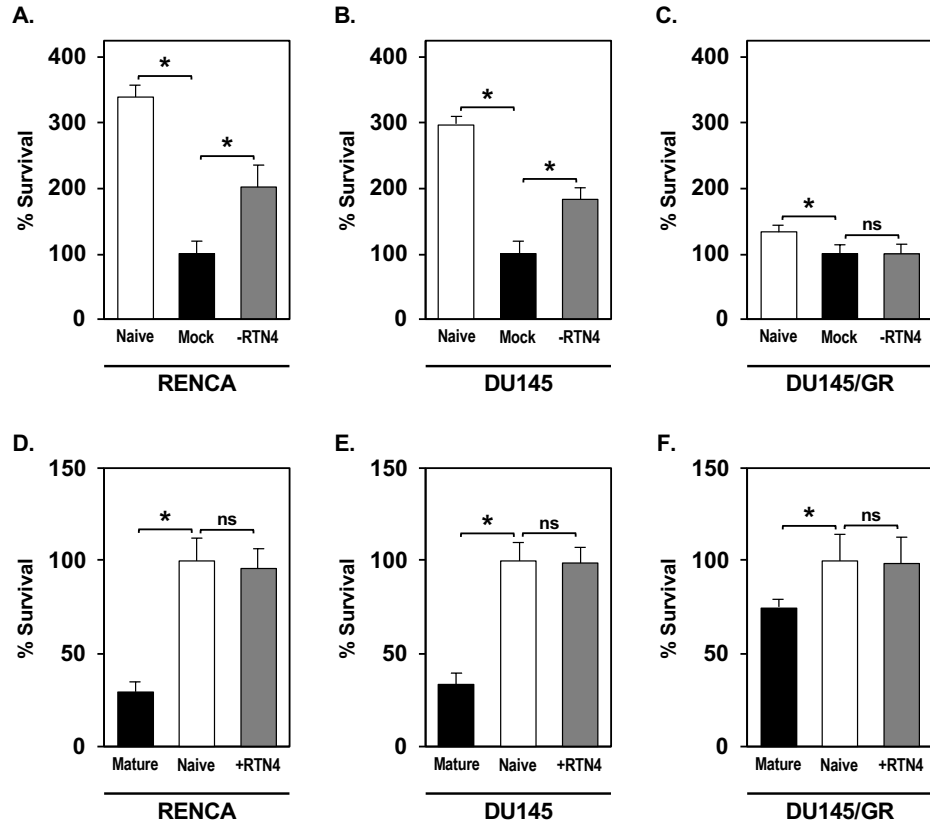 A.
B.
C.
400
300
200
100
0
% Survival
*
*
Naive Mock -RTN4
RENCA
400
300
200
100
0
% Survival
*
*
Naive Mock -RTN4
DU145
400
300
200
100
0
% Survival
*
ns
Naive Mock -RTN4
DU145/GR
D.
E.
F.
150
100
50
0
% Survival
*
ns
Mature Naive +RTN4
RENCA
150
100
50
0
% Survival
*
ns
Mature Naive +RTN4
DU145
150
100
50
0
% Survival
*
ns
Mature Naive +RTN4
DU145/GR